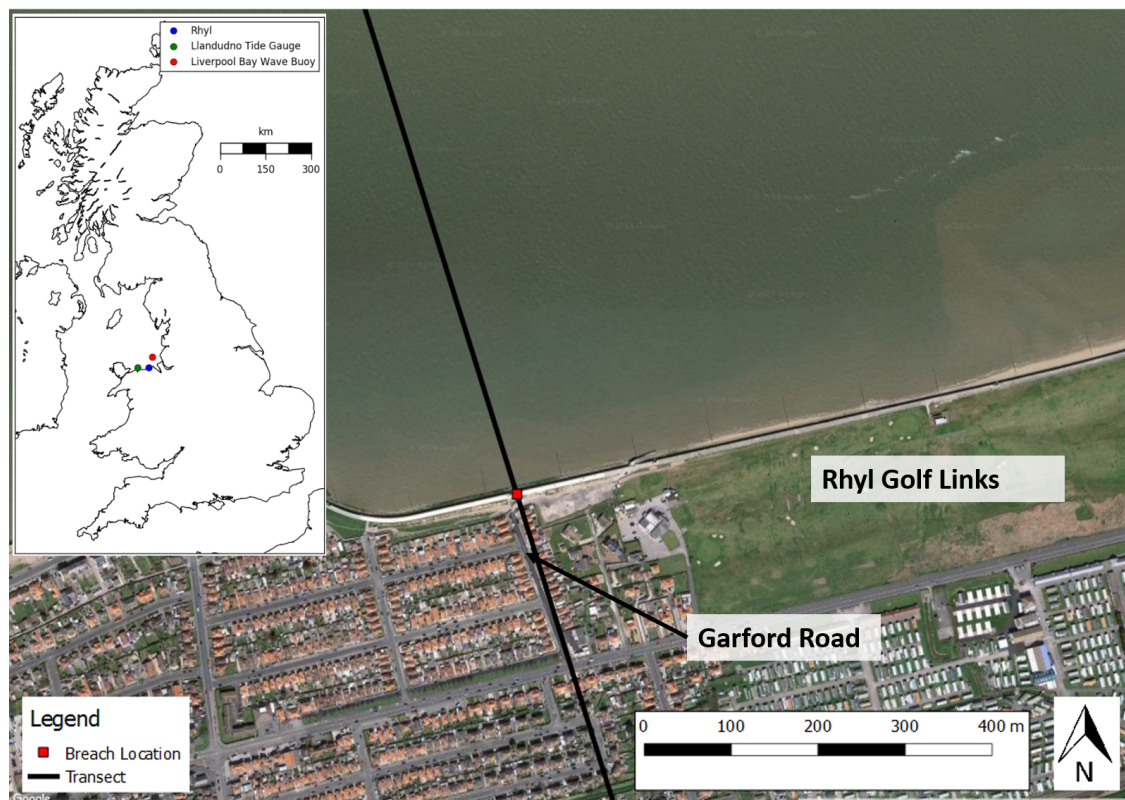 Rhyl
Llandudno Tide Gauge
Liverpool Bay Wave Buoy
km
0 150 300
Rhyl Golf Links
Garford Road
Legend
Breach Location
Transect
0 100 200 300 400 m
N
Google